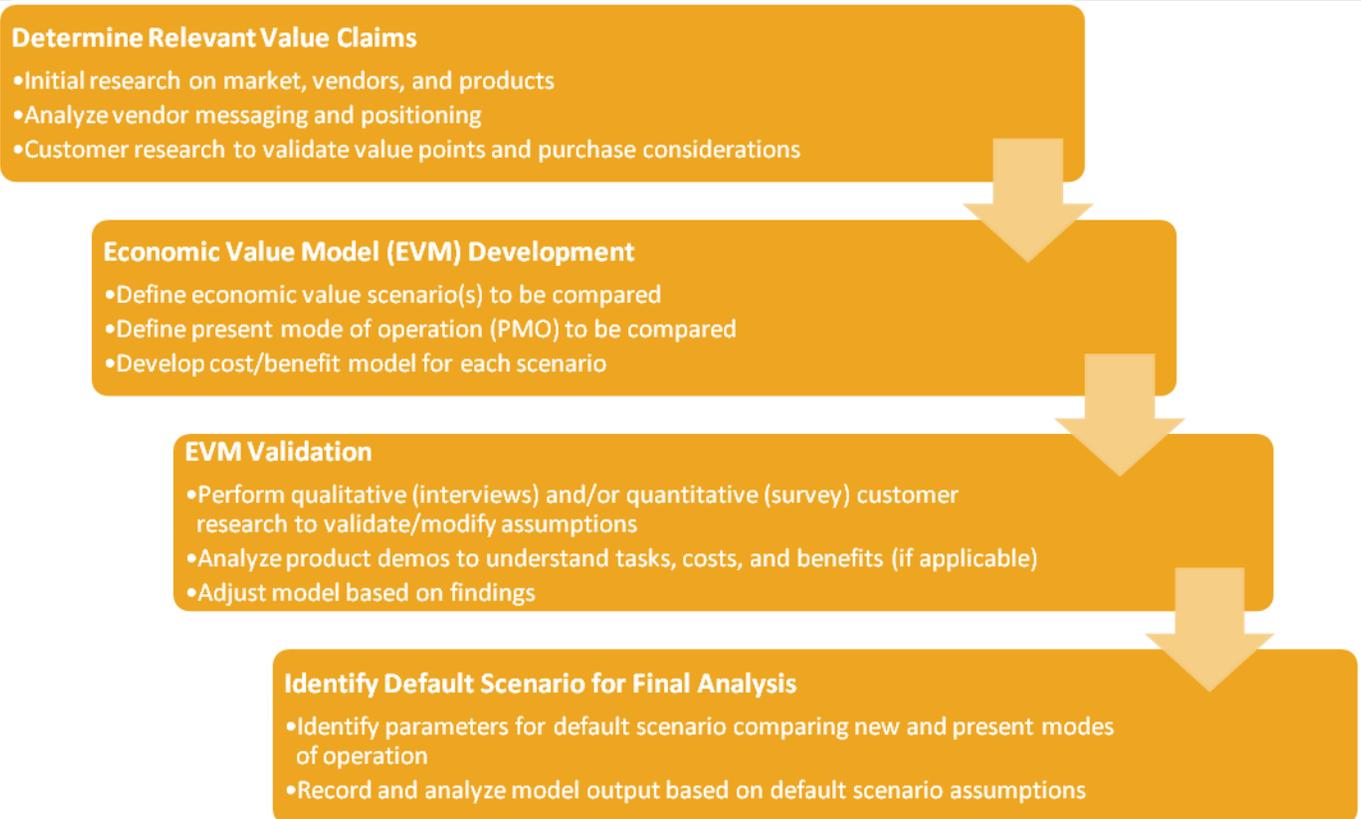 Determine Relevant Value Claims
•Initial research on market, vendors, and products
•Analyze vendor messaging and positioning
•Customer research to validate value points and purchase considerations
Economic Value Model (EVM) Development
•Define economic value scenario(s) to be compared
•Define present mode of operation (PMO) to be compared
•Develop cost/benefit model for each scenario
EVM Validation
•Perform qualitative (interviews) and/or quantitative (survey) customer
research to validate/modify assumptions
•Analyze product demos to understand tasks, costs, and benefits (if applicable)
•Adjust model based on findings
Identify Default Scenario for Final Analysis
•Identify parameters for default scenario comparing new and present modes
of operation
•Record and analyze model output based on default scenario assumptions